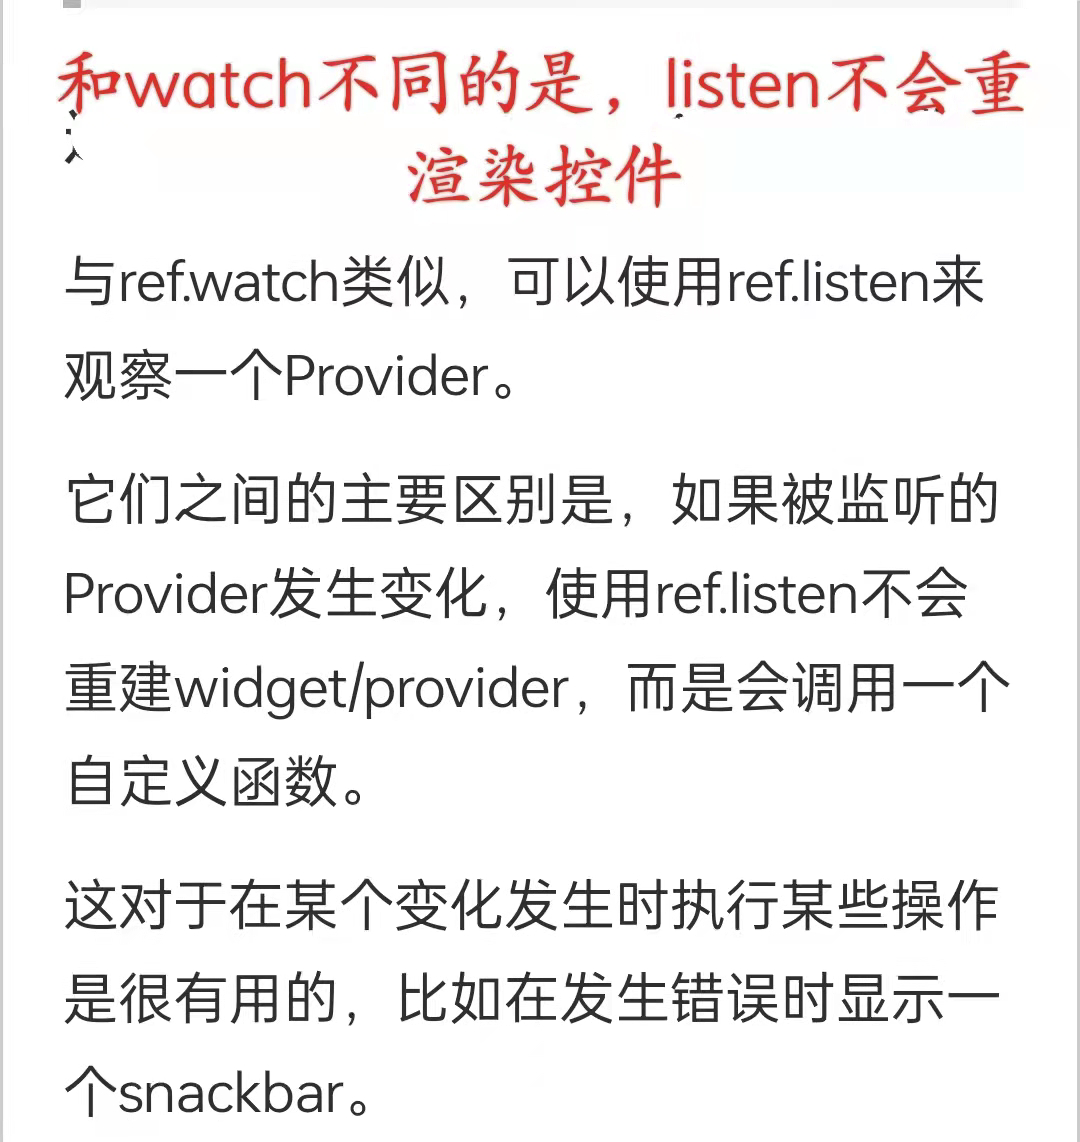 和watch不同的是，listen不会重
渲染控件
与ref.watch类似，可以使用ref.listen来
观察一个Provider。
它们之间的主要区别是，如果被监听的
Provider发生变化，使用ref.listen不会
重建widget/provider，而是会调用一个
自定义函数。
这对于在某个变化发生时执行某些操作
是很有用的，比如在发生错误时显示一
个snackbar。